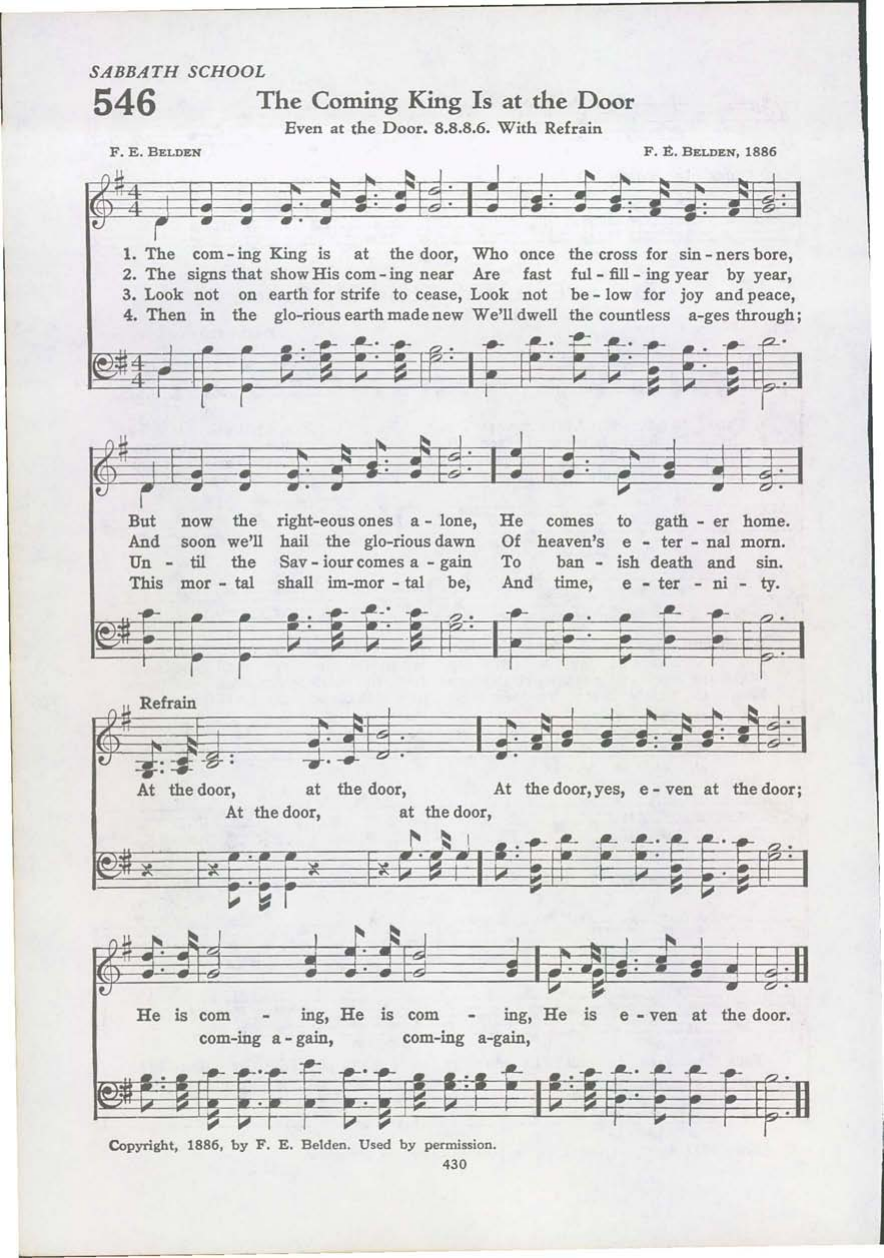 SABBATH SCHOOL
546 The Coming King Is at the Door
Even at the Door. 8.8.8.6. With Refrain
F. E. BELDEN F. E. BELDEN, 1886
1. The com-ing King is at the door, Who once the cross for sin-ners bore,
2. The signs that show His com-ing near Are fast ful-fill-ing year by year,
3. Look not on earth for strife to cease, Look not be-low for joy and peace,
4. Then in the glo-rious earth made new We'll dwell the countless a-ges through;
But now the right-eous ones a-lone, He comes to gath-er home.
And soon we'll hail the glo-rious dawn Of heaven's e-ter-nal morn.
Un-til the Sav-iour comes a-gain To ban-ish death and sin.
This mor-tal shall im-mor-tal be, And time, e-ter-ni-ty.
Refrain
At the door, at the door, At the door, yes, e-ven at the door;
At the door, at the door,
He is com-ing, He is com-ing, He is e-ven at the door.
com-ing a-gain, com-ing a-gain,
Copyright, 1886, by F. E. Belden. Used by permission.
430